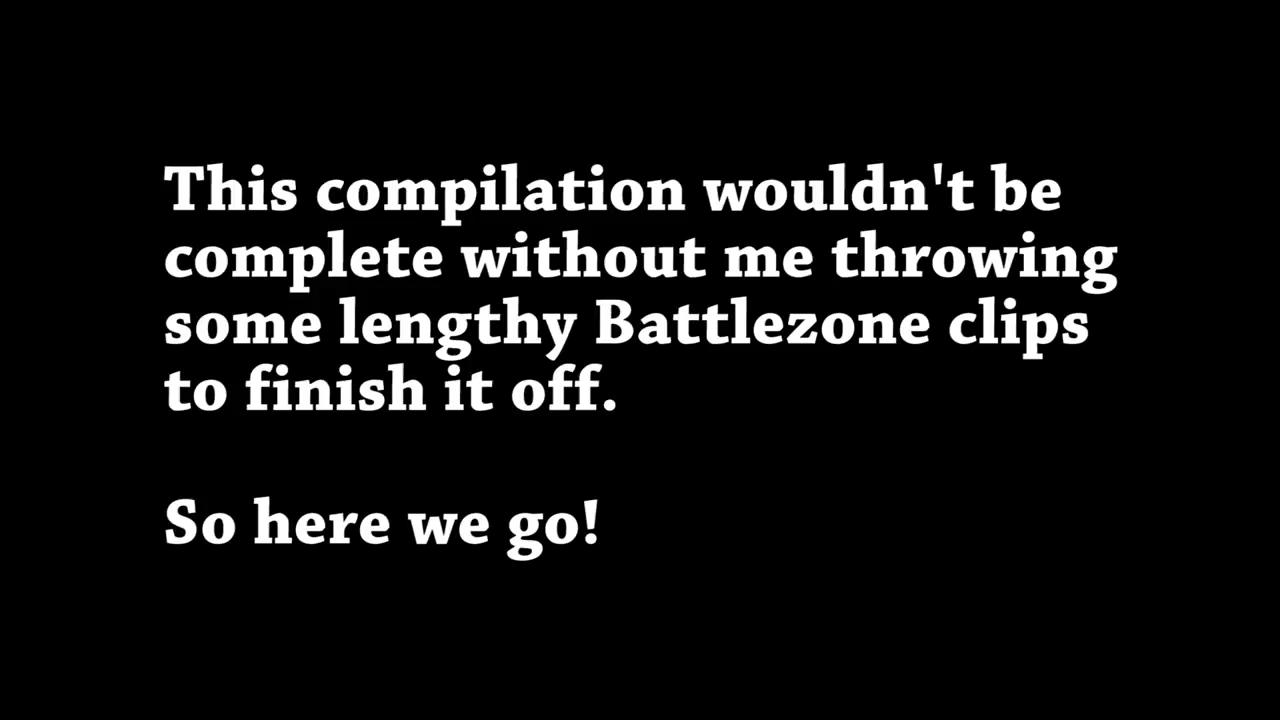 This compilation wouldn't be
complete without me throwing
some lengthy Battlezone clips
to finish it off.
So here we go!